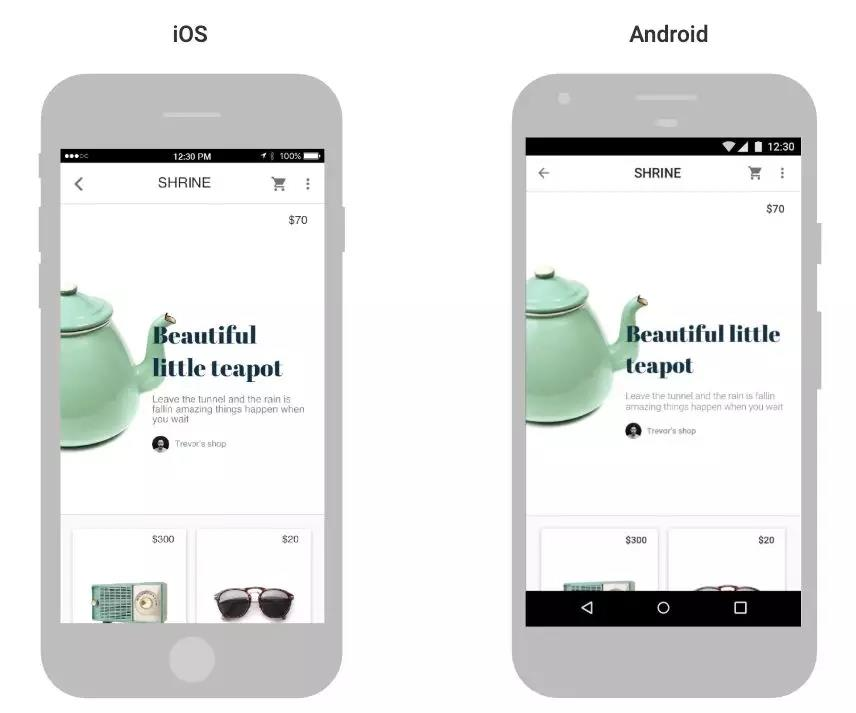 iOS
Android
12:30 PM
100%
SHRINE
$70
Beautiful
little teapot
Leave the tunnel and the rain is
fallin amazing things happen when
you wait
Trevor's shop
$300
$20
12:30
SHRINE
$70
Beautiful little
teapot
Leave the tunnel and the rain is fallin
amazing things happen when you wait
Trevor's shop
$300
$20